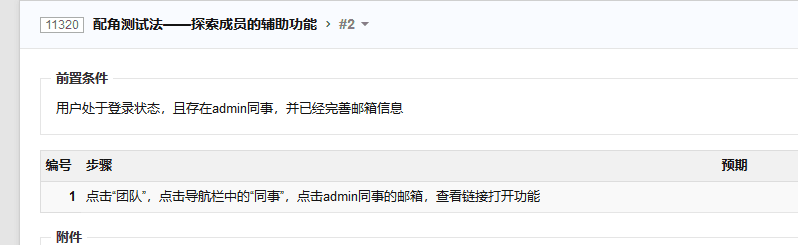 11320 配角测试法——探索成员的辅助功能 › #2
前置条件
用户处于登录状态，且存在admin同事，并已经完善邮箱信息
编号 步骤 预期
1 点击“团队”，点击导航栏中的“同事”，点击admin同事的邮箱，查看链接打开功能
附件